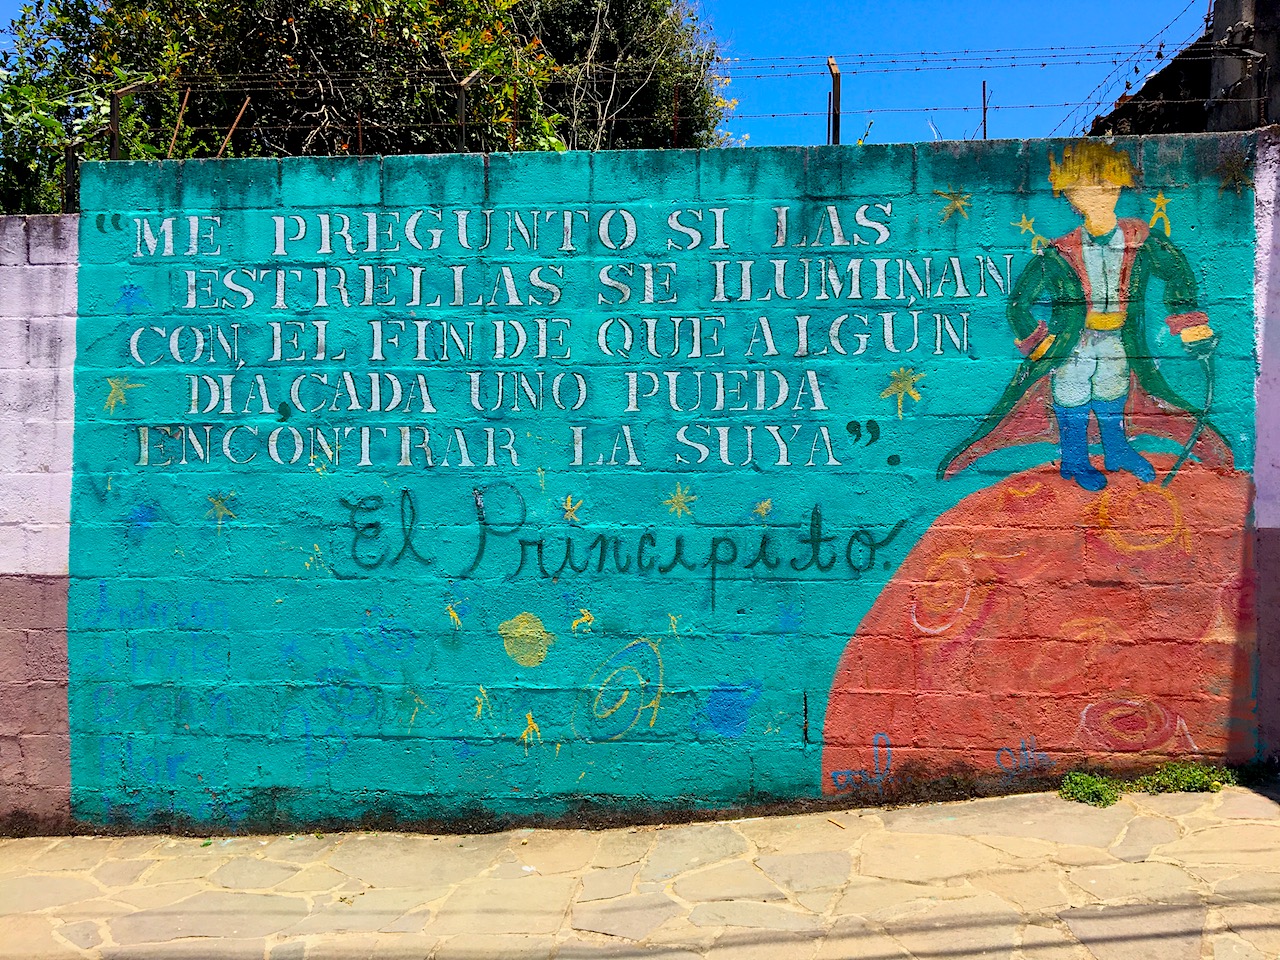 “ME PREGUNTO SI LAS
ESTRELLAS SE ILUMINAN
CON EL FIN DE QUE ALGÚN
DÍA, CADA UNO PUEDA
ENCONTRAR LA SUYA”.
El Principito.
Anderson